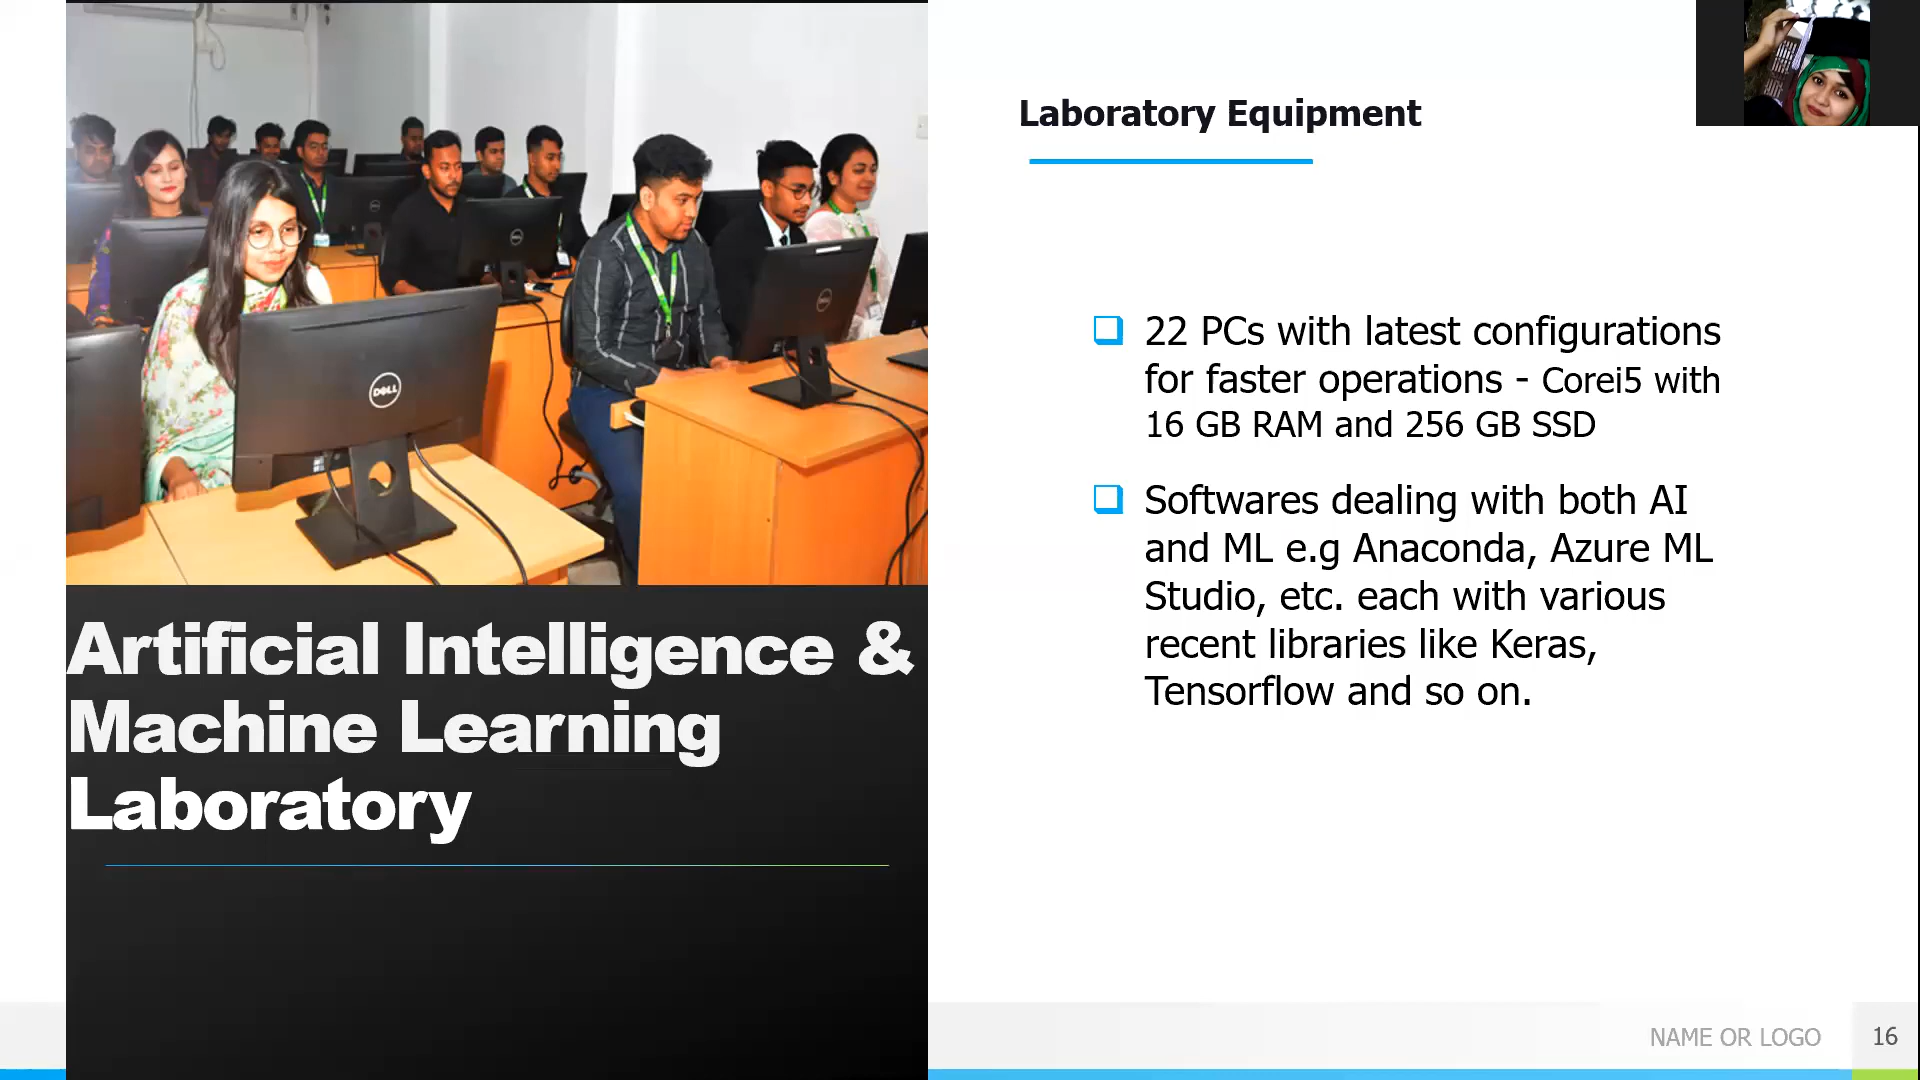 DELL
Artificial Intelligence &
Machine Learning
Laboratory
Laboratory Equipment
22 PCs with latest configurations
for faster operations - Corei5 with
16 GB RAM and 256 GB SSD
Softwares dealing with both AI
and ML e.g Anaconda, Azure ML
Studio, etc. each with various
recent libraries like Keras,
Tensorflow and so on.
NAME OR LOGO
16